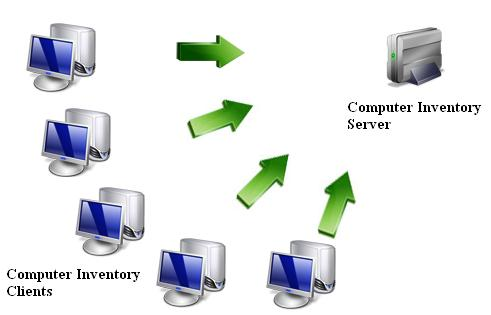 Computer Inventory
Server
Computer Inventory
Clients